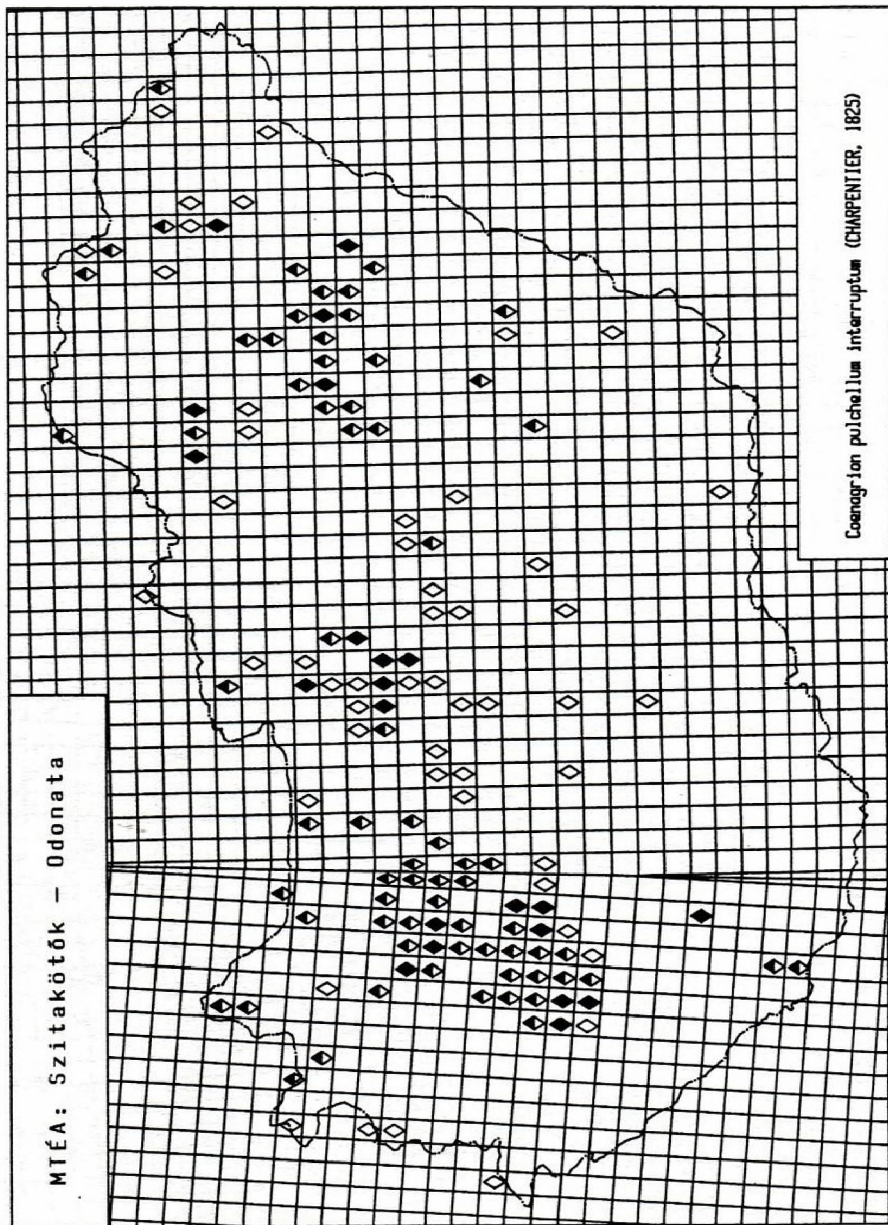 MTÉA: Szitakötők — Odonata
Coenagrion pulchellum interruptum (CHARPENTIER, 1825)